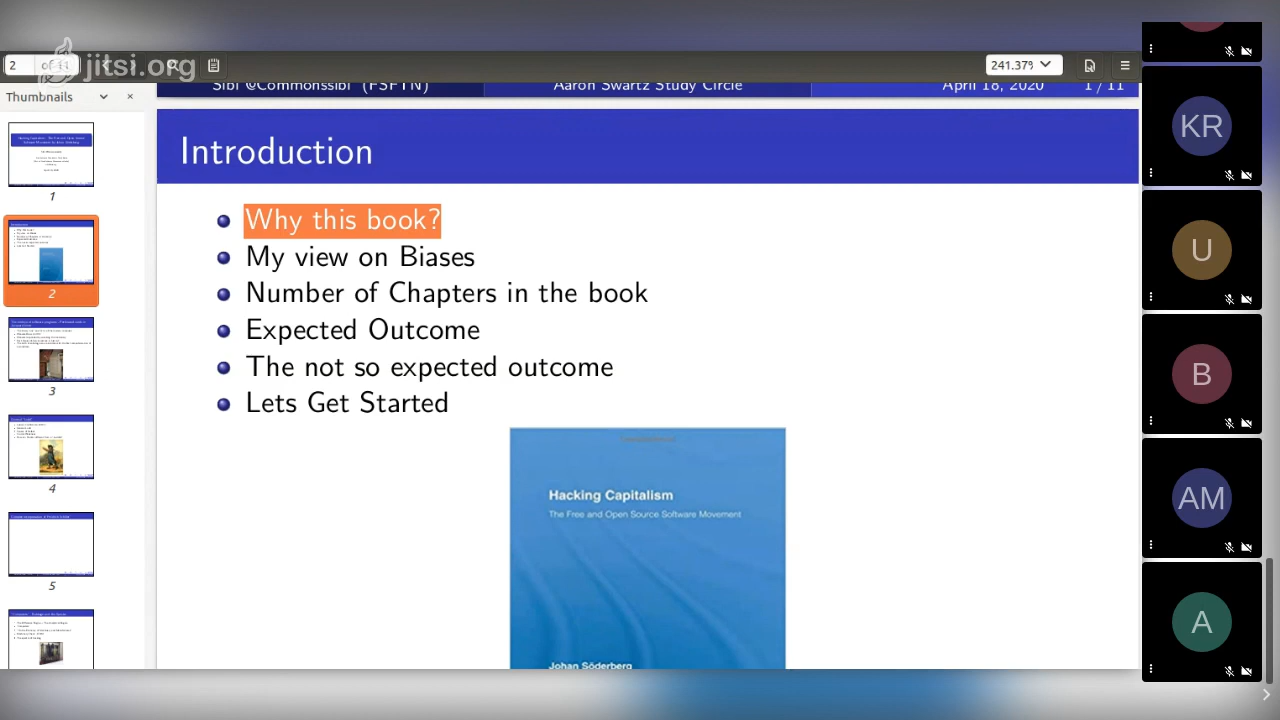 jitsi.org
2 of 11
241.37%
Thumbnails
Sibi @Commonssibi (FSFTN)
Aaron Swartz Study Circle
April 18, 2020
1 / 11
Introduction
Why this book?
My view on Biases
Number of Chapters in the book
Expected Outcome
The not so expected outcome
Lets Get Started
Hacking Capitalism
The Free and Open Source Software Movement
Johan Söderberg
1
2
3
4
5
KR
U
B
AM
A